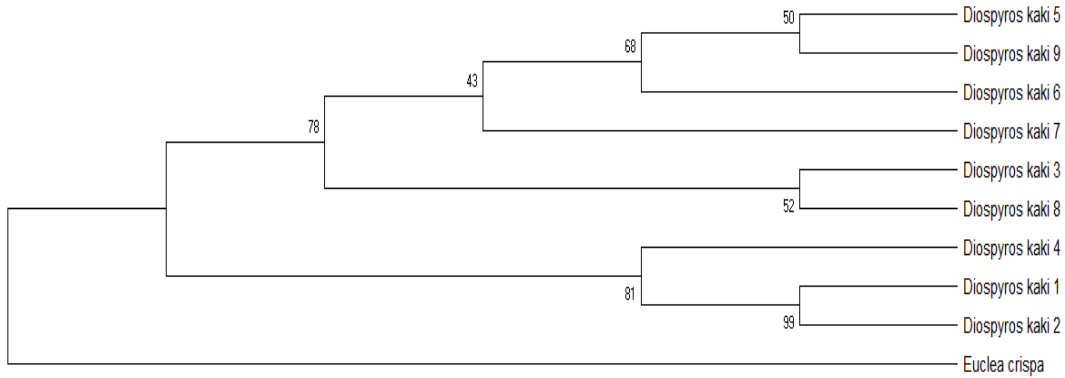 50
Diospyros kaki 5
68
Diospyros kaki 9
43
Diospyros kaki 6
78
Diospyros kaki 7
Diospyros kaki 3
52
Diospyros kaki 8
Diospyros kaki 4
81
Diospyros kaki 1
99
Diospyros kaki 2
Euclea crispa